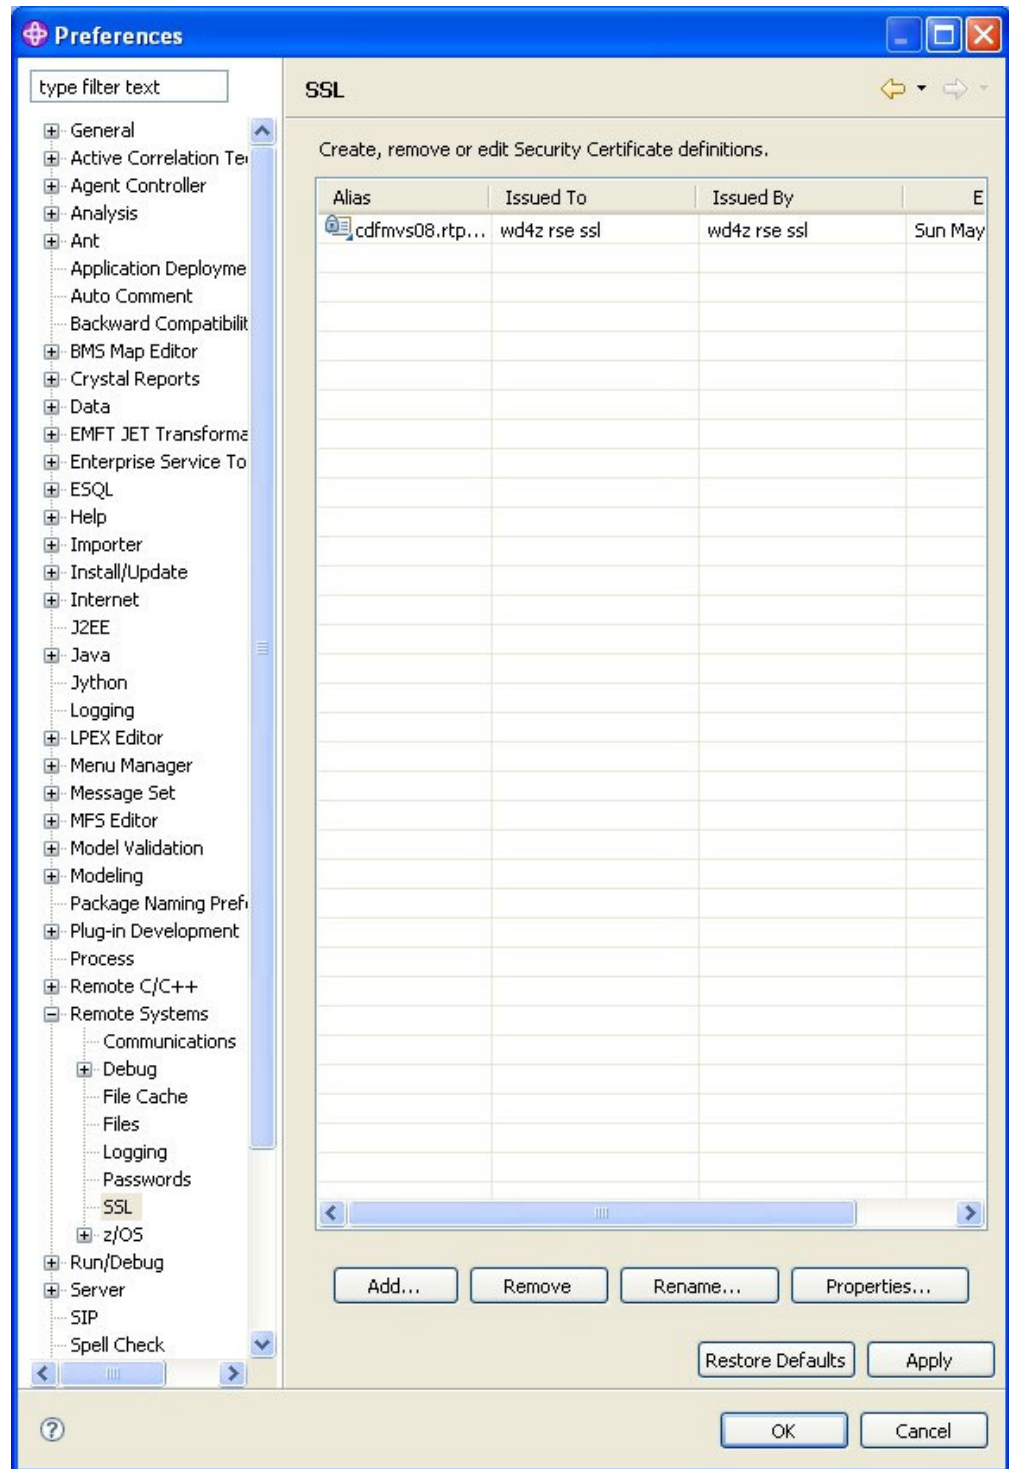 Preferences
type filter text
General
Active Correlation Te
Agent Controller
Analysis
Ant
Application Deployme
Auto Comment
Backward Compatibilit
BMS Map Editor
Crystal Reports
Data
EMFT JET Transforma
Enterprise Service To
ESQL
Help
Importer
Install/Update
Internet
J2EE
Java
Jython
Logging
LPEX Editor
Menu Manager
Message Set
MFS Editor
Model Validation
Modeling
Package Naming Pref
Plug-in Development
Process
Remote C/C++
Remote Systems
Communications
Debug
File Cache
Files
Logging
Passwords
SSL
z/OS
Run/Debug
Server
SIP
Spell Check
SSL
Create, remove or edit Security Certificate definitions.
Alias Issued To Issued By E
cdfmvs08.rtp... wd4z rse ssl wd4z rse ssl Sun May
Add... Remove Rename... Properties...
Restore Defaults Apply
OK Cancel